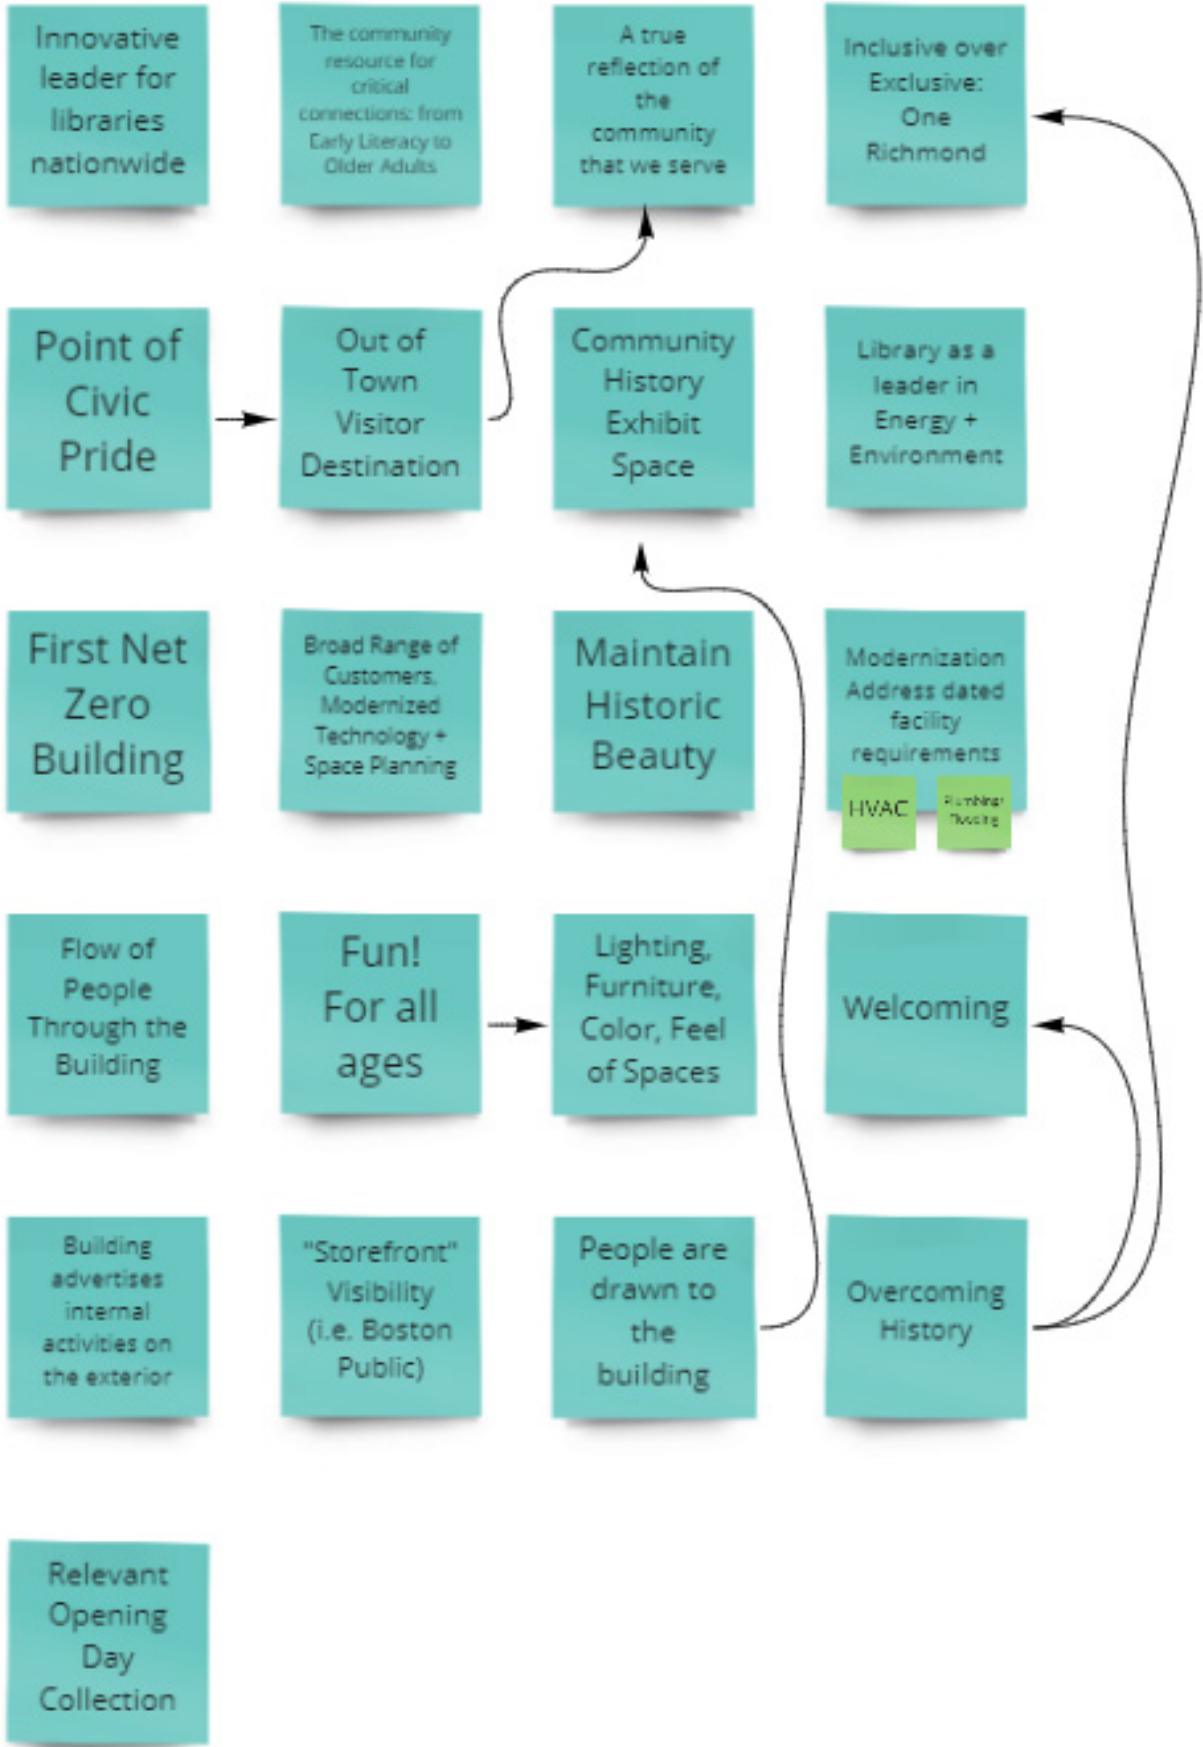 Innovative
leader for
libraries
nationwide
The community
resource for
critical
connections: from
Early Literacy to
Older Adults
A true
reflection of
the
community
that we serve
Inclusive over
Exclusive:
One
Richmond
Point of
Civic
Pride
Out of
Town
Visitor
Destination
Community
History
Exhibit
Space
Library as a
leader in
Energy +
Environment
First Net
Zero
Building
Broad Range of
Customers,
Modernized
Technology +
Space Planning
Maintain
Historic
Beauty
Modernization
Address dated
facility
requirements
HVAC
Flow of
People
Through the
Building
Fun!
For all
ages
Lighting,
Furniture,
Color, Feel
of Spaces
Welcoming
Building
advertises
internal
activities on
the exterior
"Storefront"
Visibility
(i.e. Boston
Public)
People are
drawn to
the
building
Overcoming
History
Relevant
Opening
Day
Collection